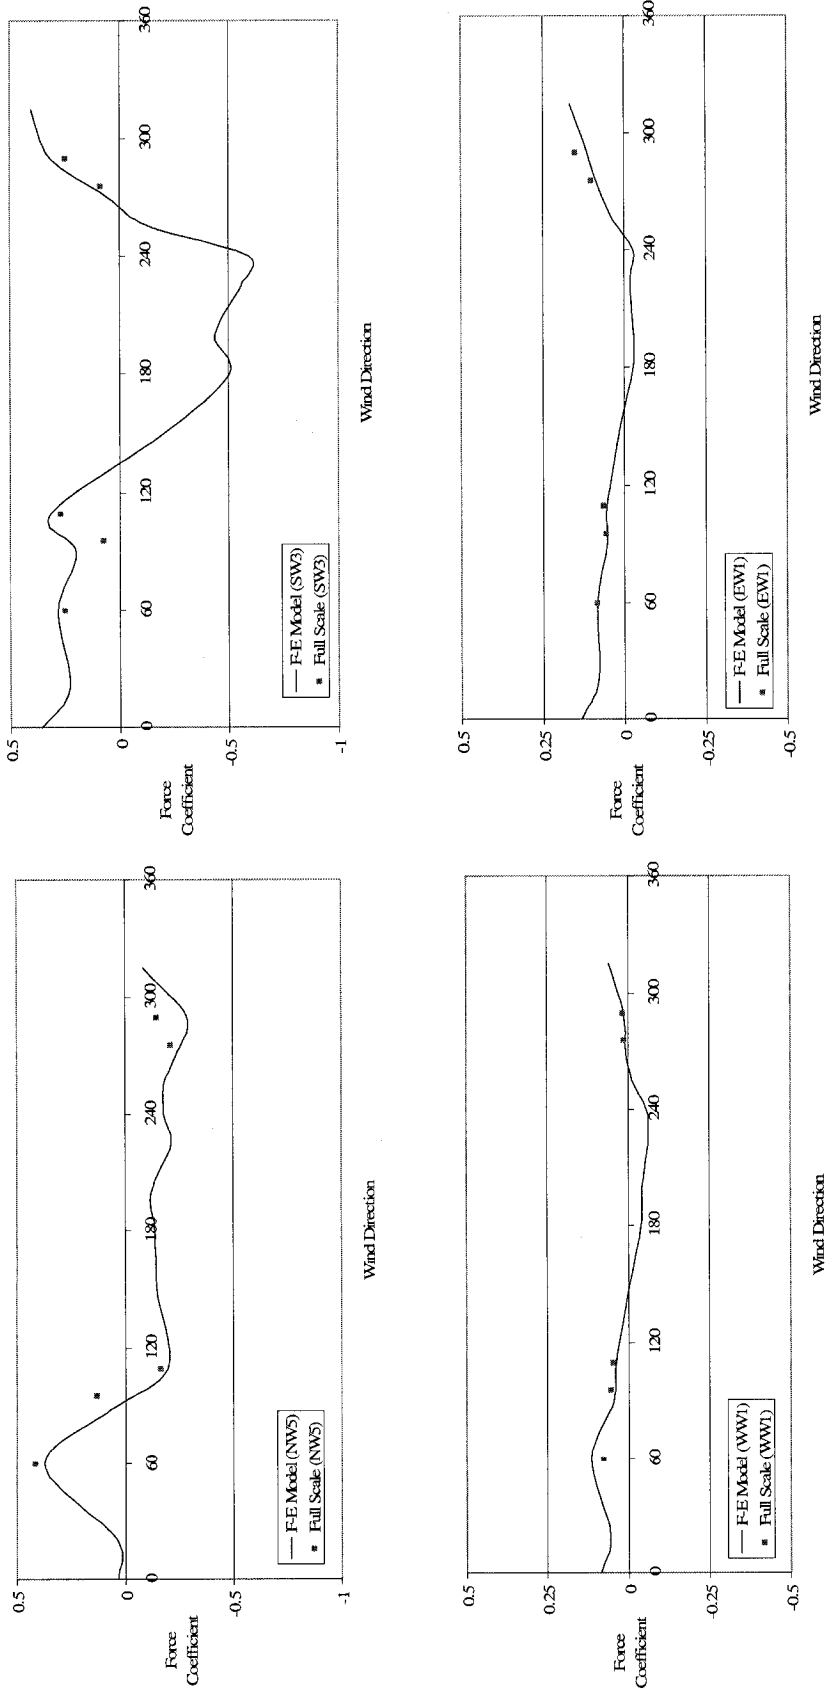 0.5
0
-0.5
-1
Force
Coefficient
0
60
120
180
240
300
360
F-E Model (NW5)
Full Scale (NW5)
Wind Direction
0.5
0
-0.5
-1
Force
Coefficient
0
60
120
180
240
300
360
F-E Model (SW3)
Full Scale (SW3)
Wind Direction
0.5
0.25
0
-0.25
-0.5
Force
Coefficient
0
60
120
180
240
300
360
F-E Model (WW1)
Full Scale (WW1)
Wind Direction
0.5
0.25
0
-0.25
-0.5
Force
Coefficient
0
60
120
180
240
300
360
F-E Model (EW1)
Full Scale (EW1)
Wind Direction